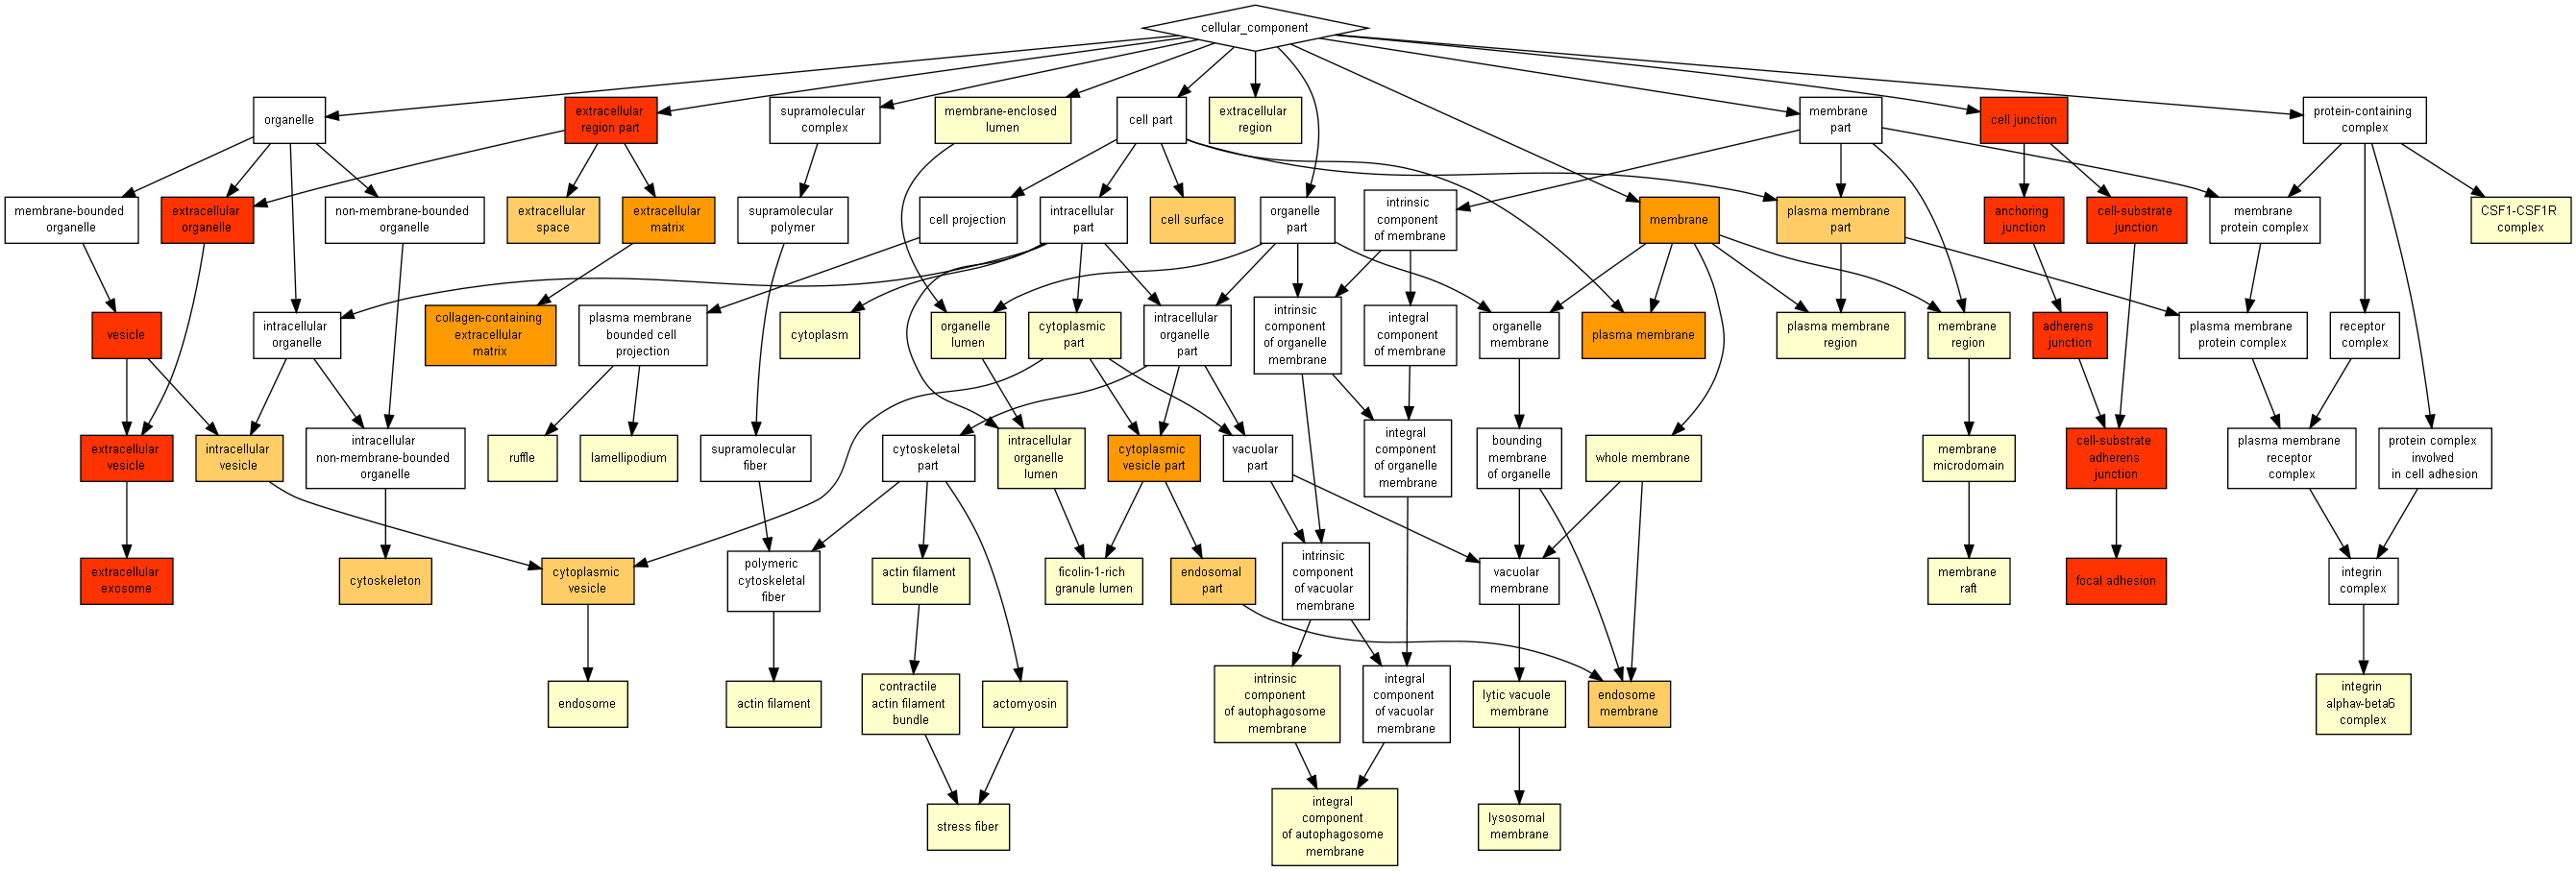 cellular_component
organelle
extracellular
region part
supramolecular
complex
membrane-enclosed
lumen
cell part
extracellular
region
membrane
part
cell junction
protein-containing
complex
membrane-bounded
organelle
extracellular
organelle
non-membrane-bounded
organelle
extracellular
space
extracellular
matrix
supramolecular
polymer
cell projection
intracellular
part
cell surface
organelle
part
intrinsic
component
of membrane
membrane
plasma membrane
part
anchoring
junction
cell-substrate
junction
membrane
protein complex
CSF1-CSF1R
complex
vesicle
intracellular
organelle
collagen-containing
extracellular
matrix
plasma membrane
bounded cell
projection
cytoplasm
organelle
lumen
cytoplasmic
part
intracellular
organelle
part
intrinsic
component
of organelle
membrane
integral
component
of membrane
organelle
membrane
plasma membrane
plasma membrane
region
membrane
region
adherens
junction
plasma membrane
protein complex
receptor
complex
extracellular
vesicle
intracellular
vesicle
intracellular
non-membrane-bounded
organelle
ruffle
lamellipodium
supramolecular
fiber
cytoskeletal
part
intracellular
organelle
lumen
cytoplasmic
vesicle part
vacuolar
part
integral
component
of organelle
membrane
bounding
membrane
of organelle
whole membrane
membrane
microdomain
cell-substrate
adherens
junction
plasma membrane
receptor
complex
protein complex
involved
in cell adhesion
extracellular
exosome
cytoskeleton
cytoplasmic
vesicle
polymeric
cytoskeletal
fiber
actin filament
bundle
ficolin-1-rich
granule lumen
endosomal
part
intrinsic
component
of vacuolar
membrane
vacuolar
membrane
membrane
raft
focal adhesion
integrin
complex
endosome
actin filament
contractile
actin filament
bundle
actomyosin
intrinsic
component
of autophagosome
membrane
integral
component
of vacuolar
membrane
lytic vacuole
membrane
endosome
membrane
integrin
alphav-beta6
complex
stress fiber
integral
component
of autophagosome
membrane
lysosomal
membrane